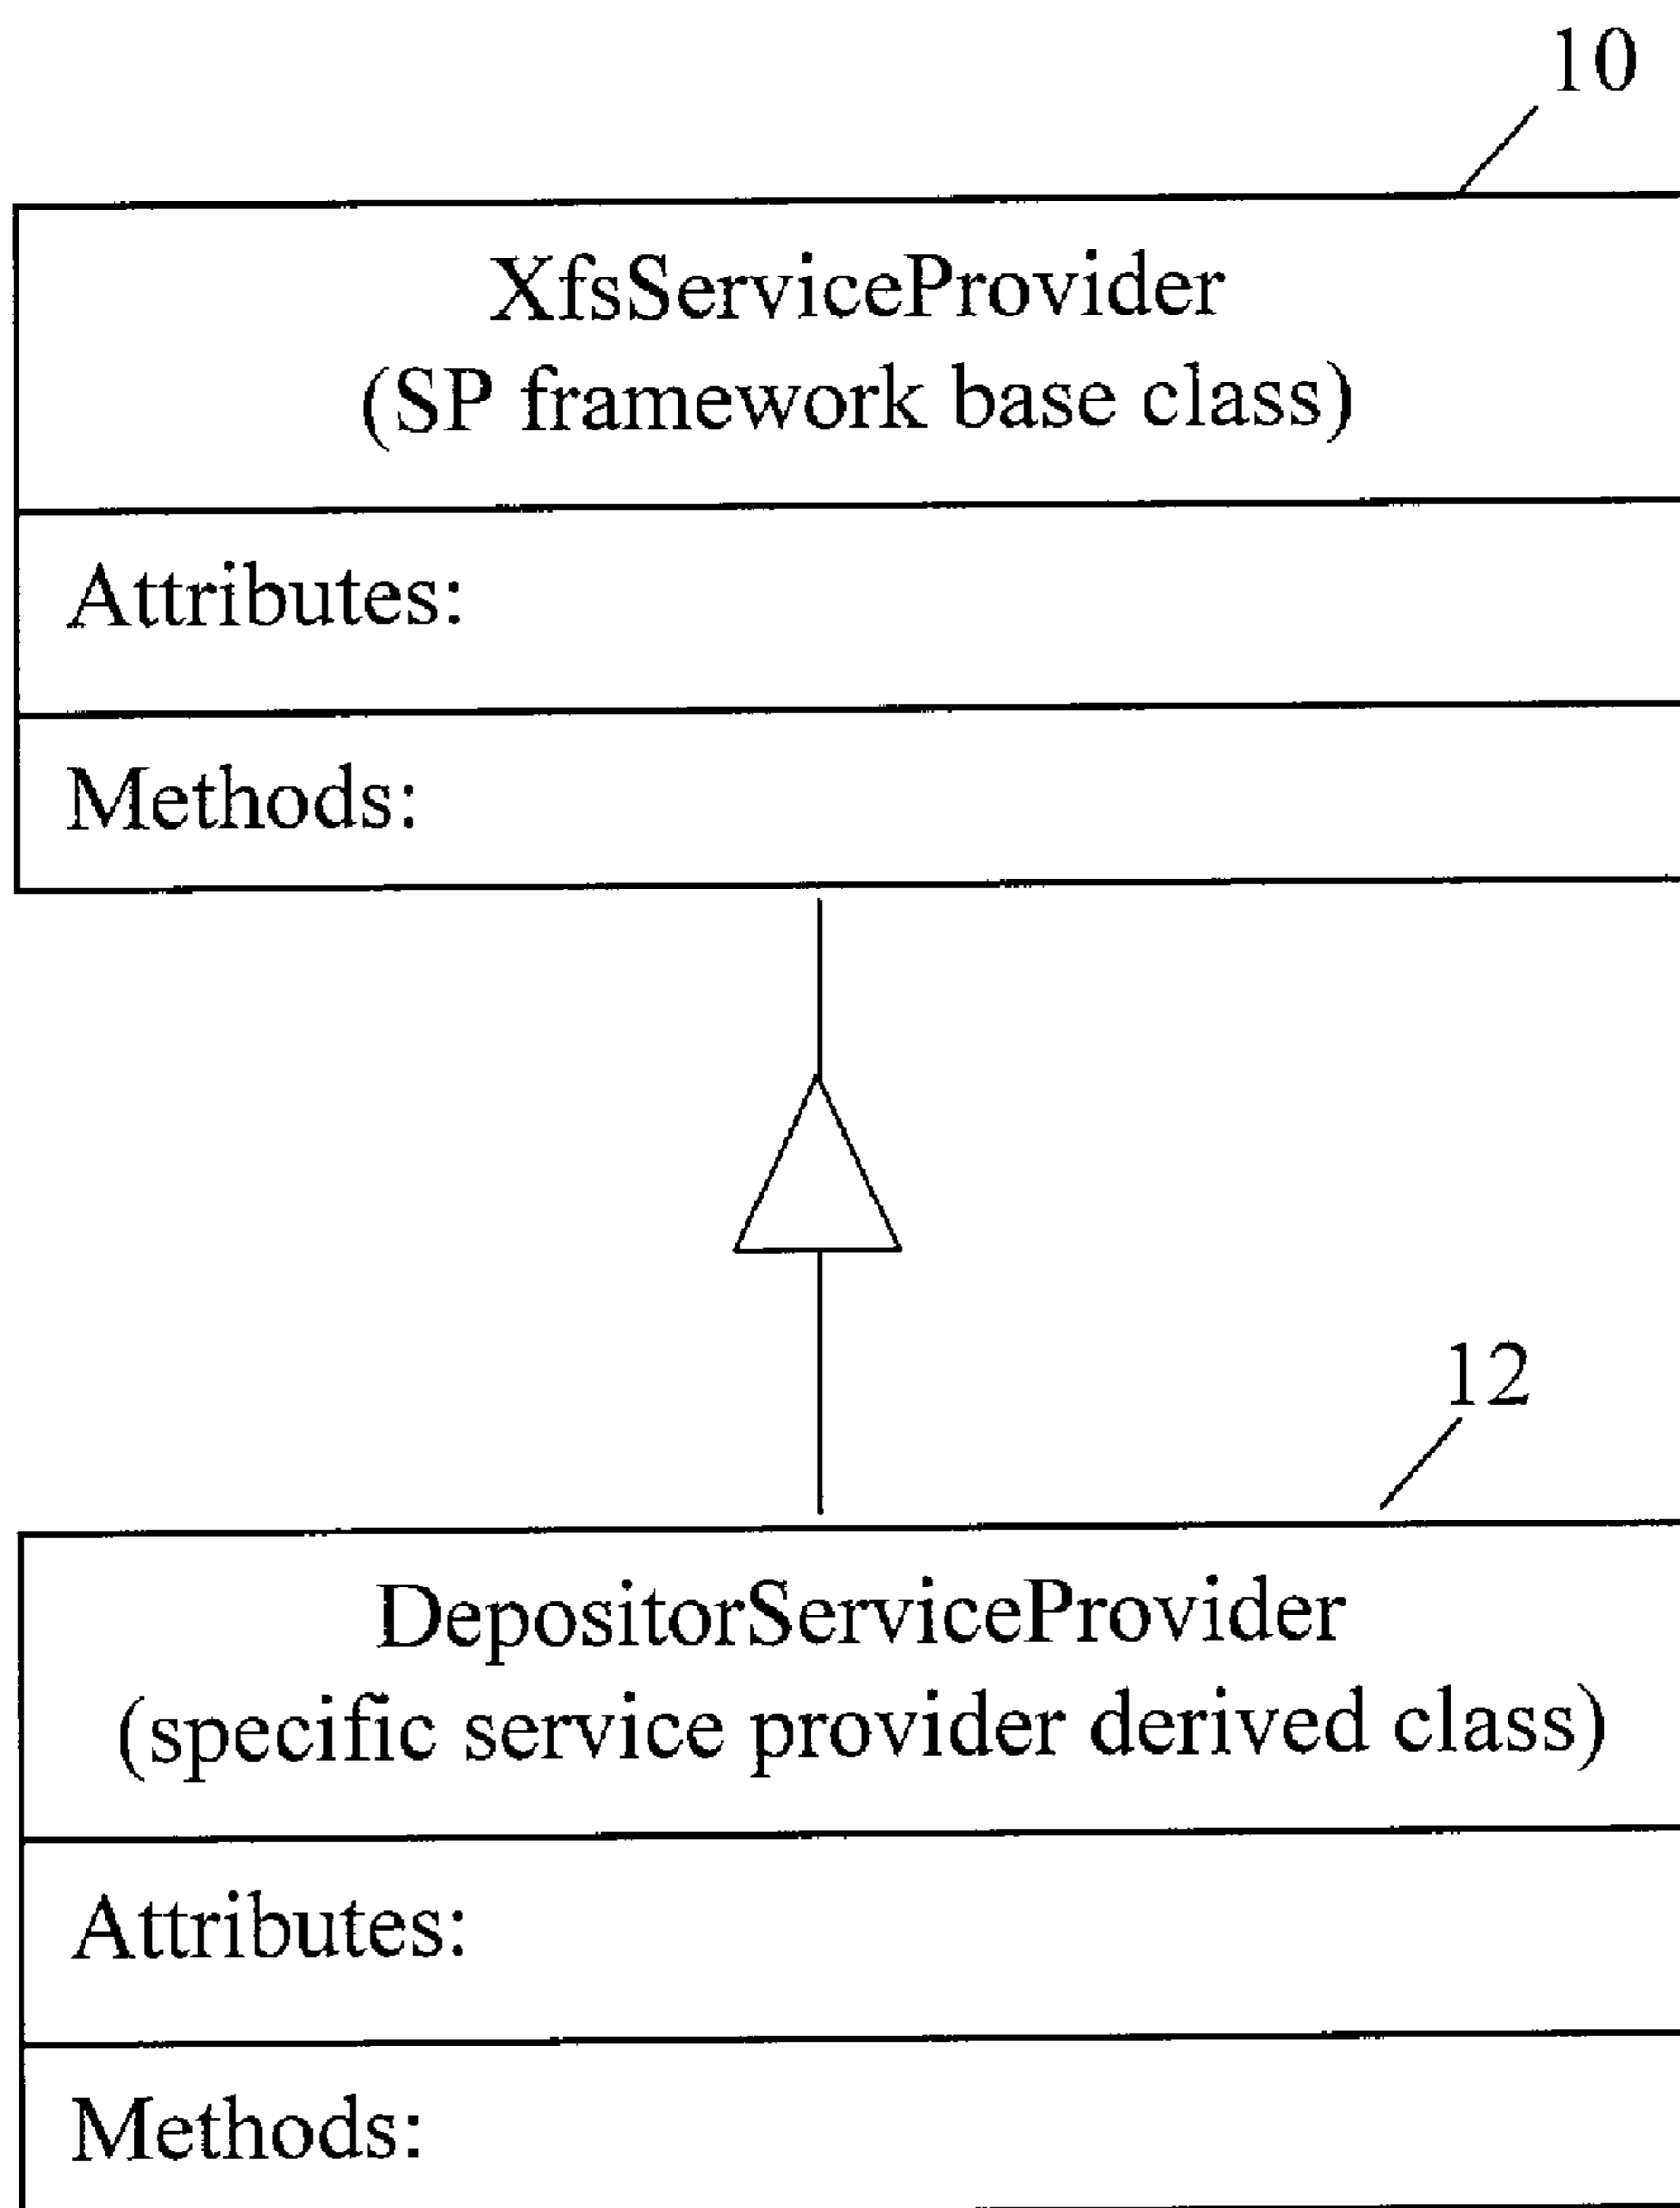 10
XfsServiceProvider
(SP framework base class)
Attributes:
Methods:
12
DepositorServiceProvider
(specific service provider derived class)
Attributes:
Methods: